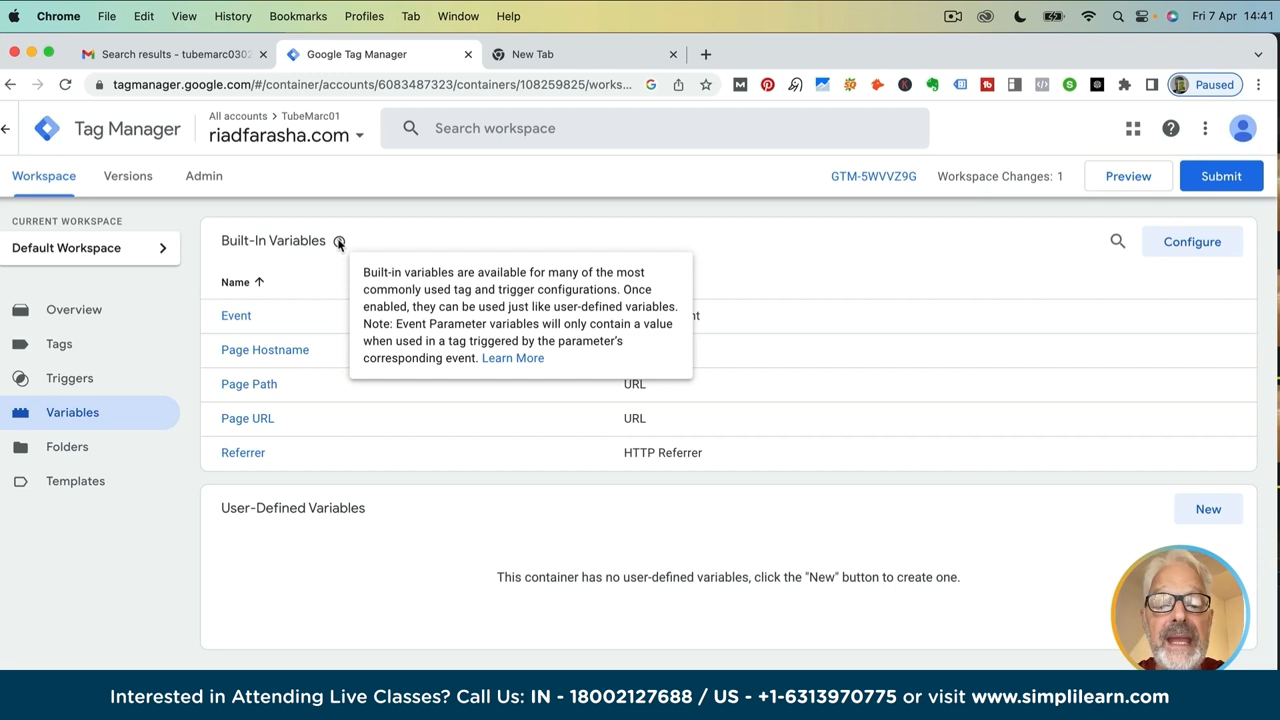 Chrome File Edit View History Bookmarks Profiles Tab Window Help Fri 7 Apr 14:41
Search results - tubemarc030 Google Tag Manager New Tab
tagmanager.google.com/#/container/accounts/6083487323/containers/108259825/works... Paused
Tag Manager
All accounts > TubeMarc01
riadfarasha.com
Search workspace
Workspace Versions Admin GTM-5WVVZ9G Workspace Changes: 1 Preview Submit
CURRENT WORKSPACE
Default Workspace
Overview
Tags
Triggers
Variables
Folders
Templates
Built-In Variables Configure
Built-in variables are available for many of the most
commonly used tag and trigger configurations. Once
enabled, they can be used just like user-defined variables.
Note: Event Parameter variables will only contain a value
when used in a tag triggered by the parameter's
corresponding event. Learn More
Name
Event nt
Page Hostname
Page Path URL
Page URL URL
Referrer HTTP Referrer
User-Defined Variables New
This container has no user-defined variables, click the "New" button to create one.
Interested in Attending Live Classes? Call Us: IN - 18002127688 / US - +1-6313970775 or visit www.simplilearn.com